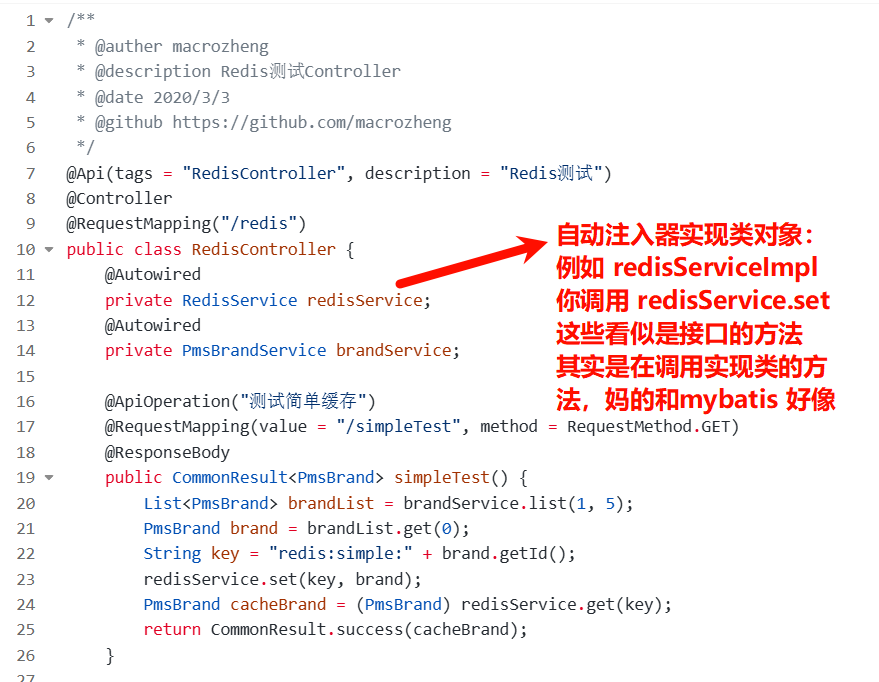 1 /**
2 * @auther macrozheng
3 * @description Redis测试Controller
4 * @date 2020/3/3
5 * @github https://github.com/macrozheng
6 */
7 @Api(tags = "RedisController", description = "Redis测试")
8 @Controller
9 @RequestMapping("/redis")
10 public class RedisController {
11 @Autowired
12 private RedisService redisService;
13 @Autowired
14 private PmsBrandService brandService;
15
16 @ApiOperation("测试简单缓存")
17 @RequestMapping(value = "/simpleTest", method = RequestMethod.GET)
18 @ResponseBody
19 public CommonResult<PmsBrand> simpleTest() {
20 List<PmsBrand> brandList = brandService.list(1, 5);
21 PmsBrand brand = brandList.get(0);
22 String key = "redis:simple:" + brand.getId();
23 redisService.set(key, brand);
24 PmsBrand cacheBrand = (PmsBrand) redisService.get(key);
25 return CommonResult.success(cacheBrand);
26 }
27
自动注入器实现类对象：
例如 redisServiceImpl
你调用 redisService.set
这些看似是接口的方法
其实是在调用实现类的方
法，妈的和mybatis 好像